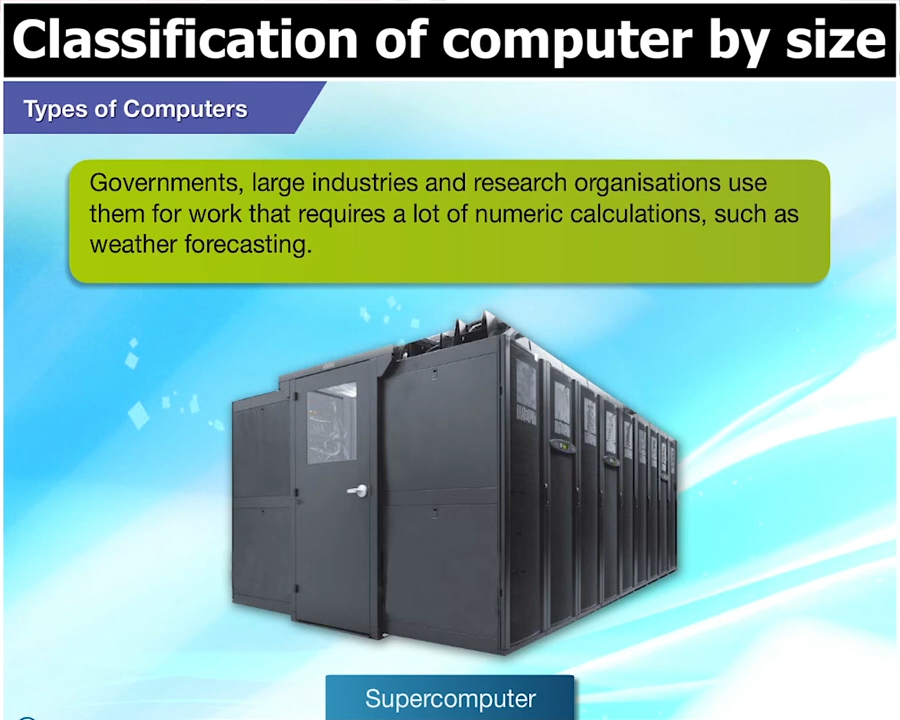 Classification of computer by size
Types of Computers
Governments, large industries and research organisations use
them for work that requires a lot of numeric calculations, such as
weather forecasting.
Supercomputer